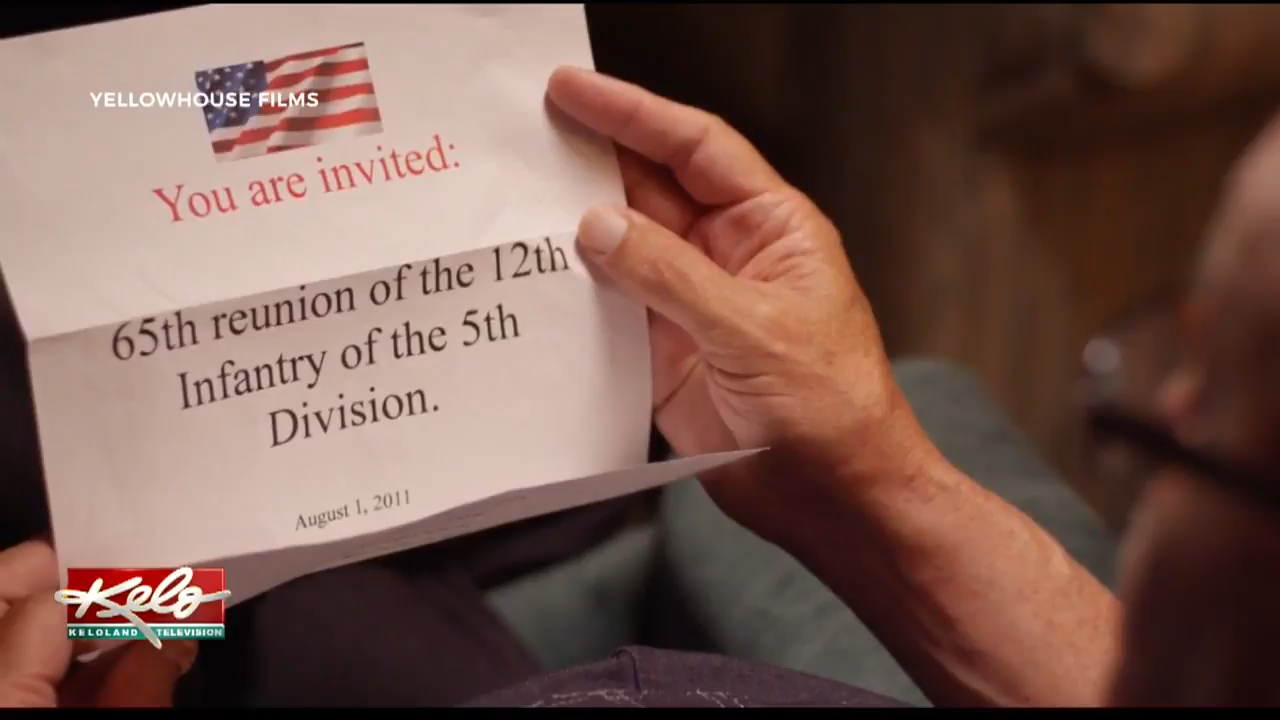 YELLOWHOUSE FILMS
You are invited:
65th reunion of the 12th
Infantry of the 5th
Division.
August 1, 2011
Kelo
KELOLAND TELEVISION